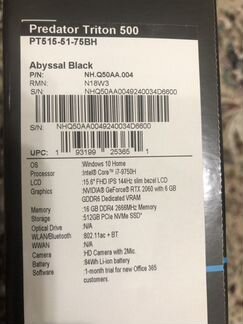 Predator Triton 500
PT515-51-75BH
Abyssal Black
P/N: NH.Q50AA.004
RMN: N18W3
S/N: NHQ50AA0049240034D6600
S/N: NHQ50AA0049240034D6600
UPC: 1 93199 25365 1
OS :Windows 10 Home
Processor :Intel® Core™ i7-9750H
LCD :15.6" FHD IPS 144Hz slim bezel LCD
Graphics :NVIDIA® GeForce® RTX 2060 with 6 GB
GDDR6 Dedicated VRAM
Memory :16 GB DDR4 2666MHz Memory
Storage :512GB PCIe NVMe SSD*
Optical Drive :N/A
WLAN/Bluetooth :802.11ac + BT
WWAN :N/A
Camera :HD Camera with 2Mic.
Battery :84Wh Li-ion battery
Software :1-month trial for new Office 365
customers.